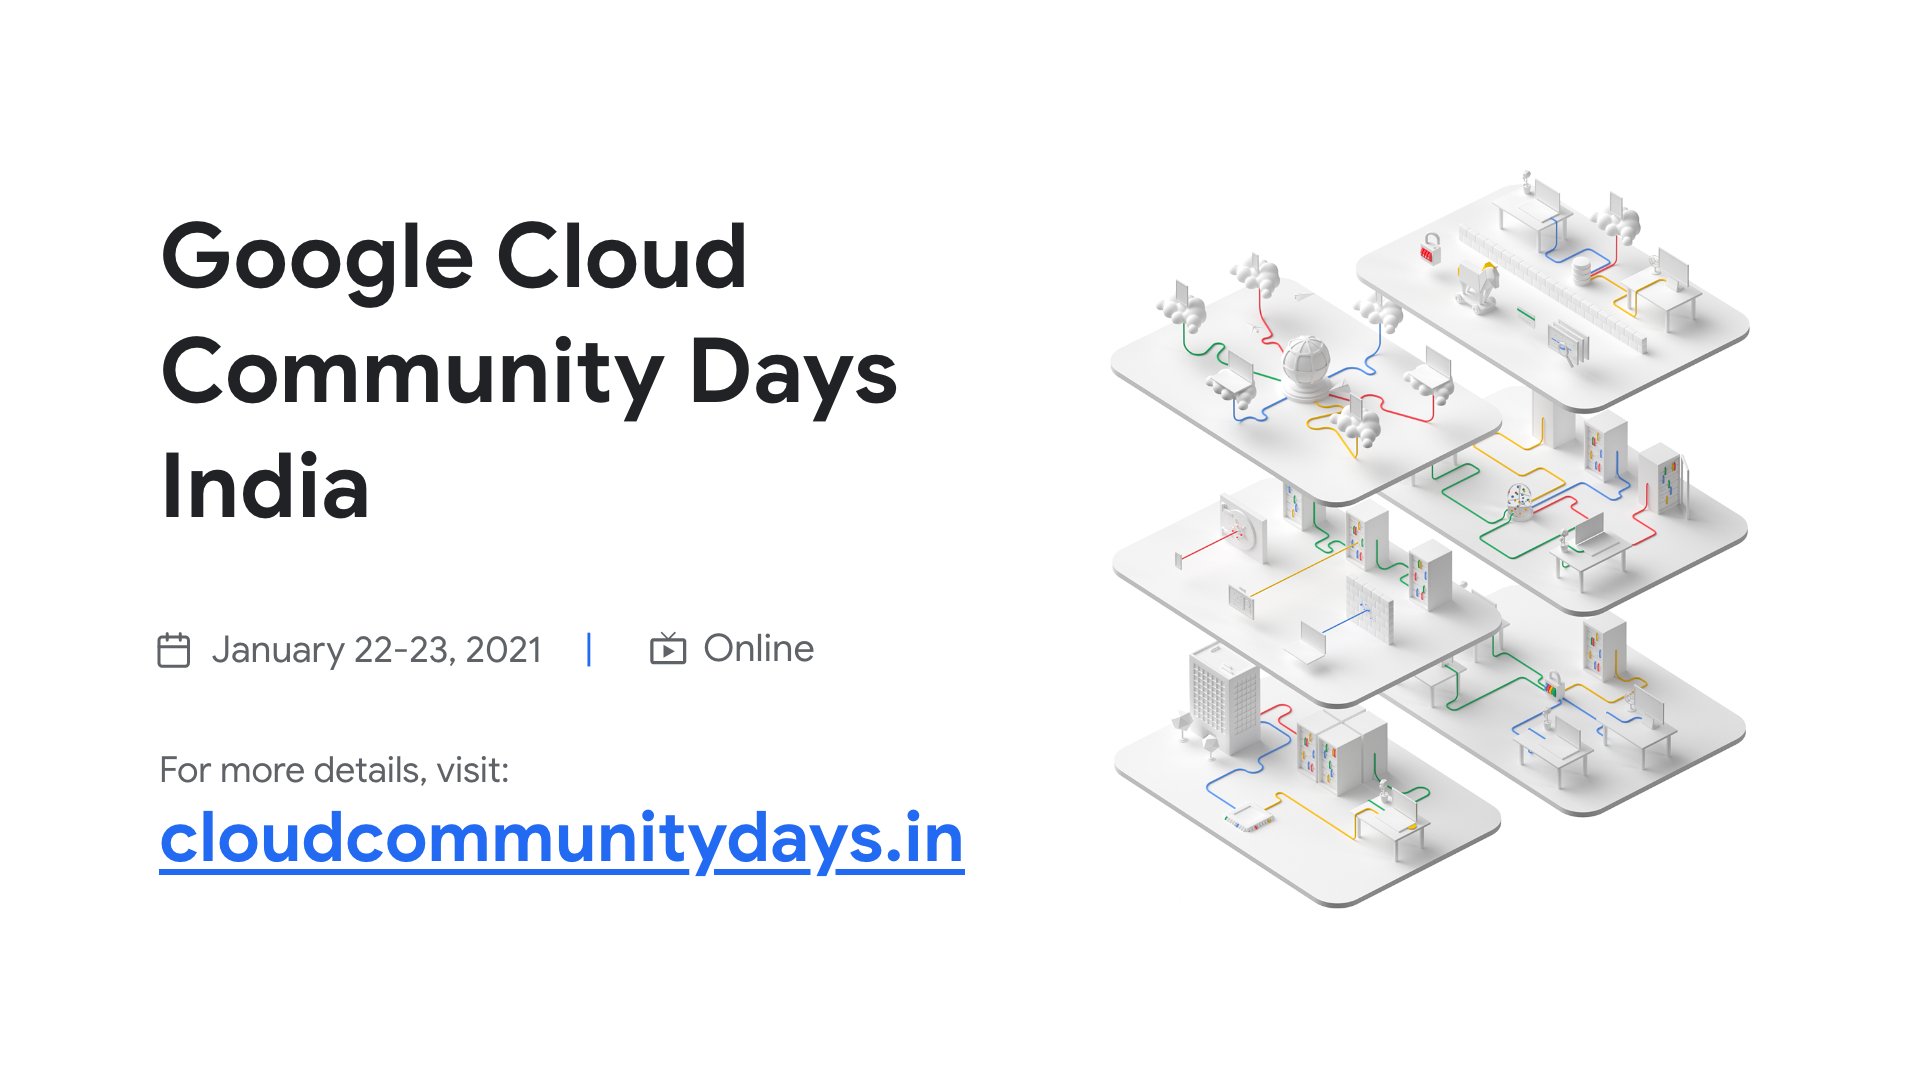 Google Cloud
Community Days
India
January 22-23, 2021 | Online
For more details, visit:
cloudcommunitydays.in